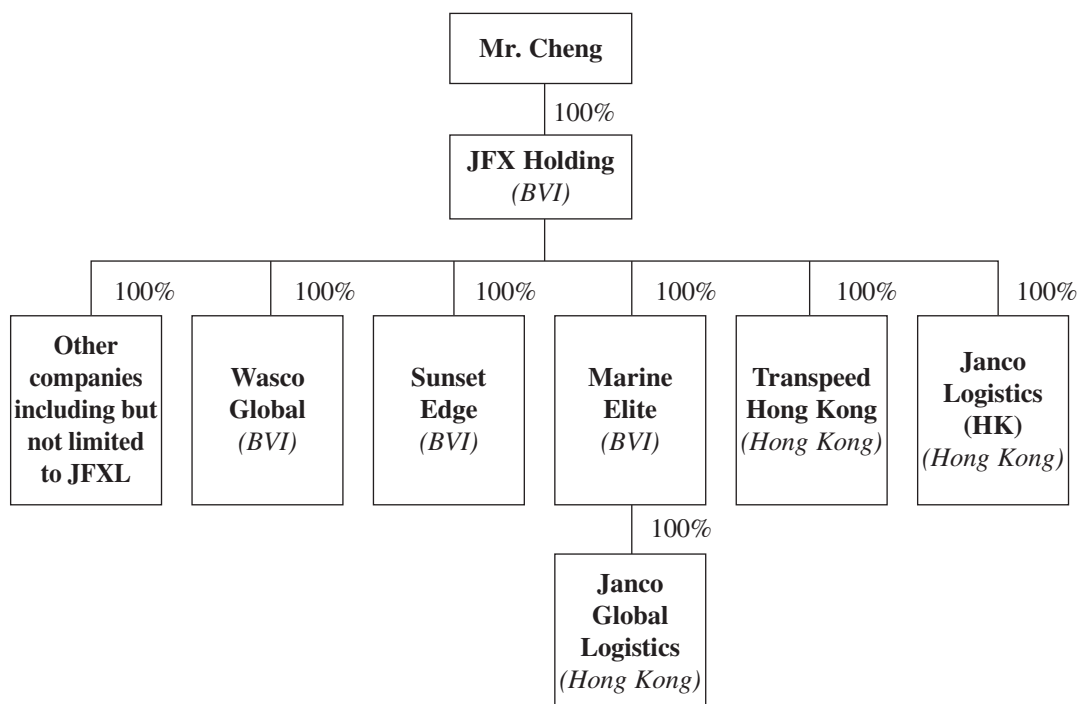 Mr. Cheng
100%
JFX Holding
(BVI)
100%
100%
100%
100%
100%
100%
Other
companies
including but
not limited
to JFXL
Wasco
Global
(BVI)
Sunset
Edge
(BVI)
Marine
Elite
(BVI)
Transpeed
Hong Kong
(Hong Kong)
Janco
Logistics
(HK)
(Hong Kong)
100%
Janco
Global
Logistics
(Hong Kong)